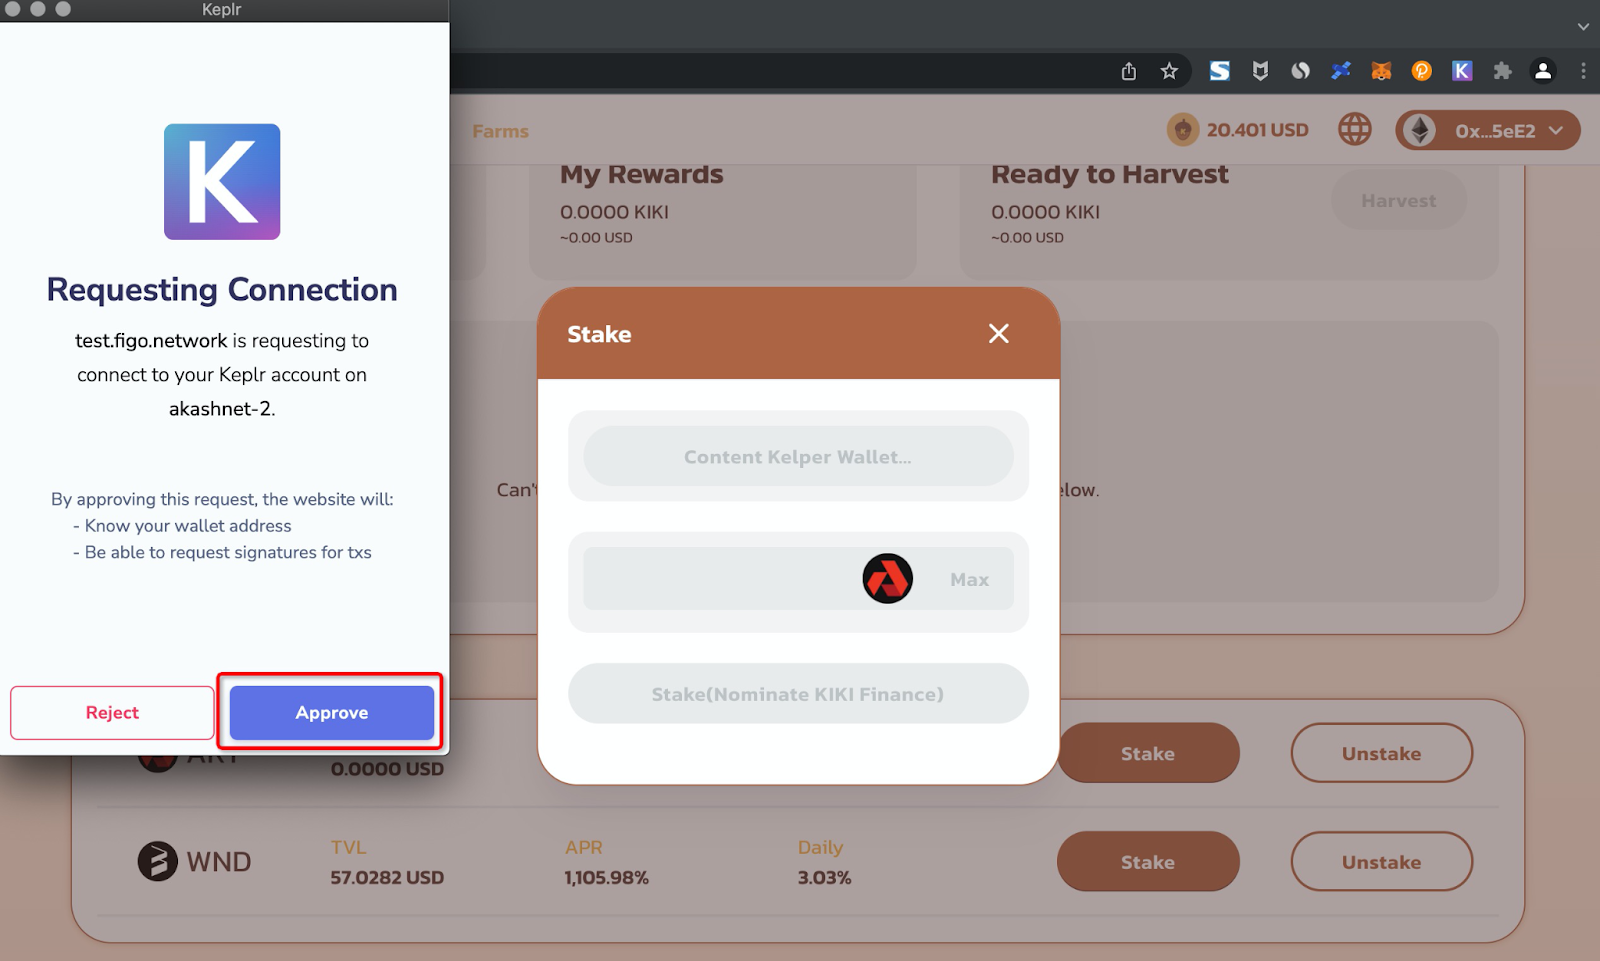 Keplr
K
Requesting Connection
test.figo.network is requesting to
connect to your Keplr account on
akashnet-2.
By approving this request, the website will:
- Know your wallet address
- Be able to request signatures for txs
Reject
Approve
Farms
20.401 USD
0x...5eE2
My Rewards
0.0000 KIKI
~0.00 USD
Ready to Harvest
0.0000 KIKI
~0.00 USD
Harvest
Stake
Content Kelper Wallet...
Max
Stake(Nominate KIKI Finance)
0.0000 USD
Stake
Unstake
WND
TVL
57.0282 USD
APR
1,105.98%
Daily
3.03%
Stake
Unstake